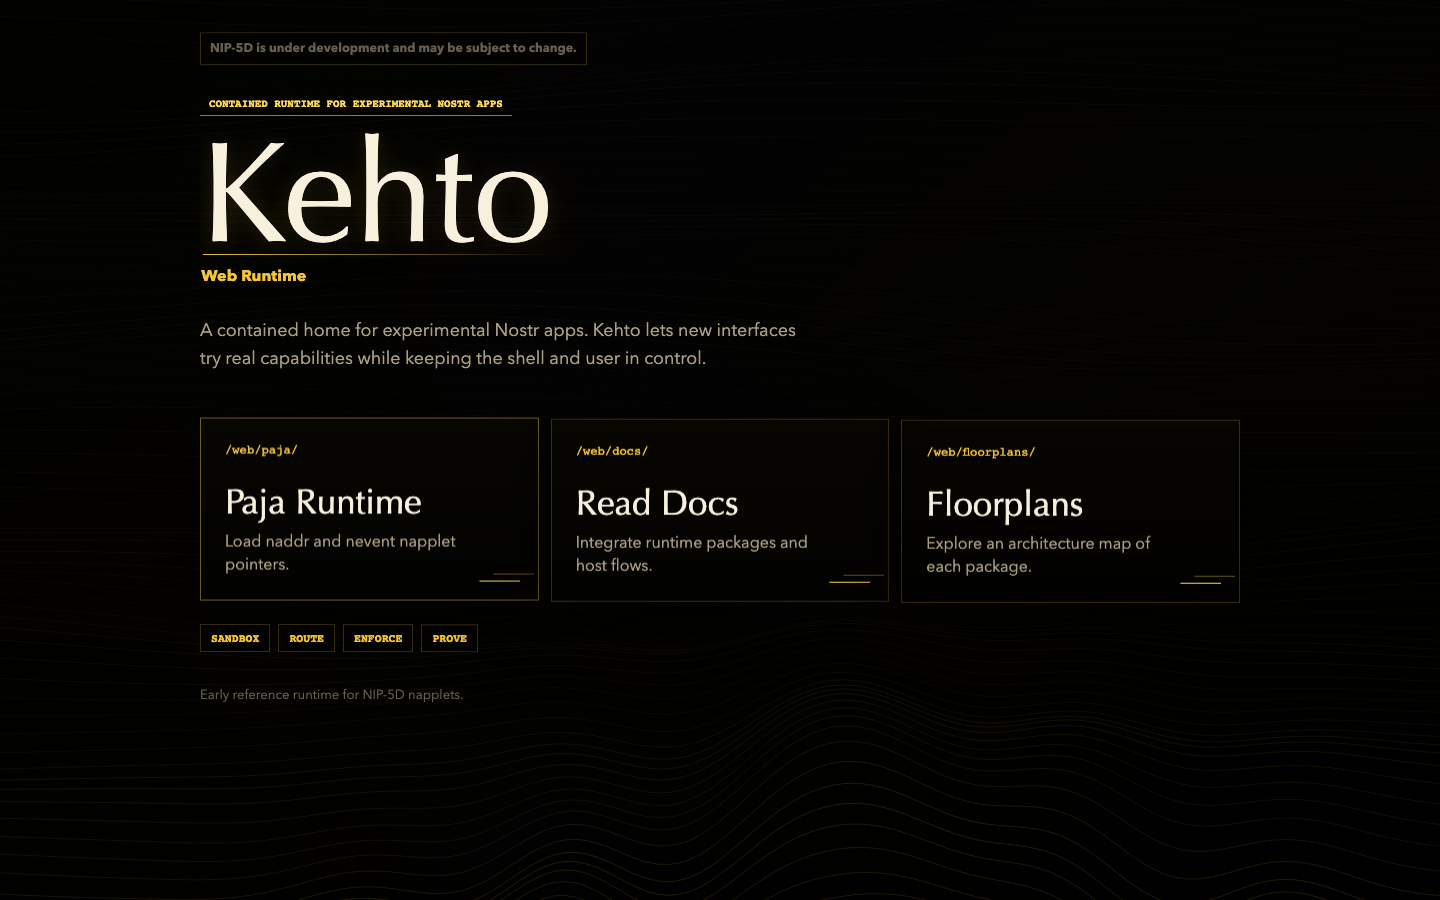 NIP-5D is under development and may be subject to change.
CONTAINED RUNTIME FOR EXPERIMENTAL NOSTR APPS
Kehto
Web Runtime
A contained home for experimental Nostr apps. Kehto lets new interfaces
try real capabilities while keeping the shell and user in control.
/web/paja/
Paja Runtime
Load naddr and nevent napplet
pointers.
/web/docs/
Read Docs
Integrate runtime packages and
host flows.
/web/floorplans/
Floorplans
Explore an architecture map of
each package.
SANDBOX
ROUTE
ENFORCE
PROVE
Early reference runtime for NIP-5D napplets.